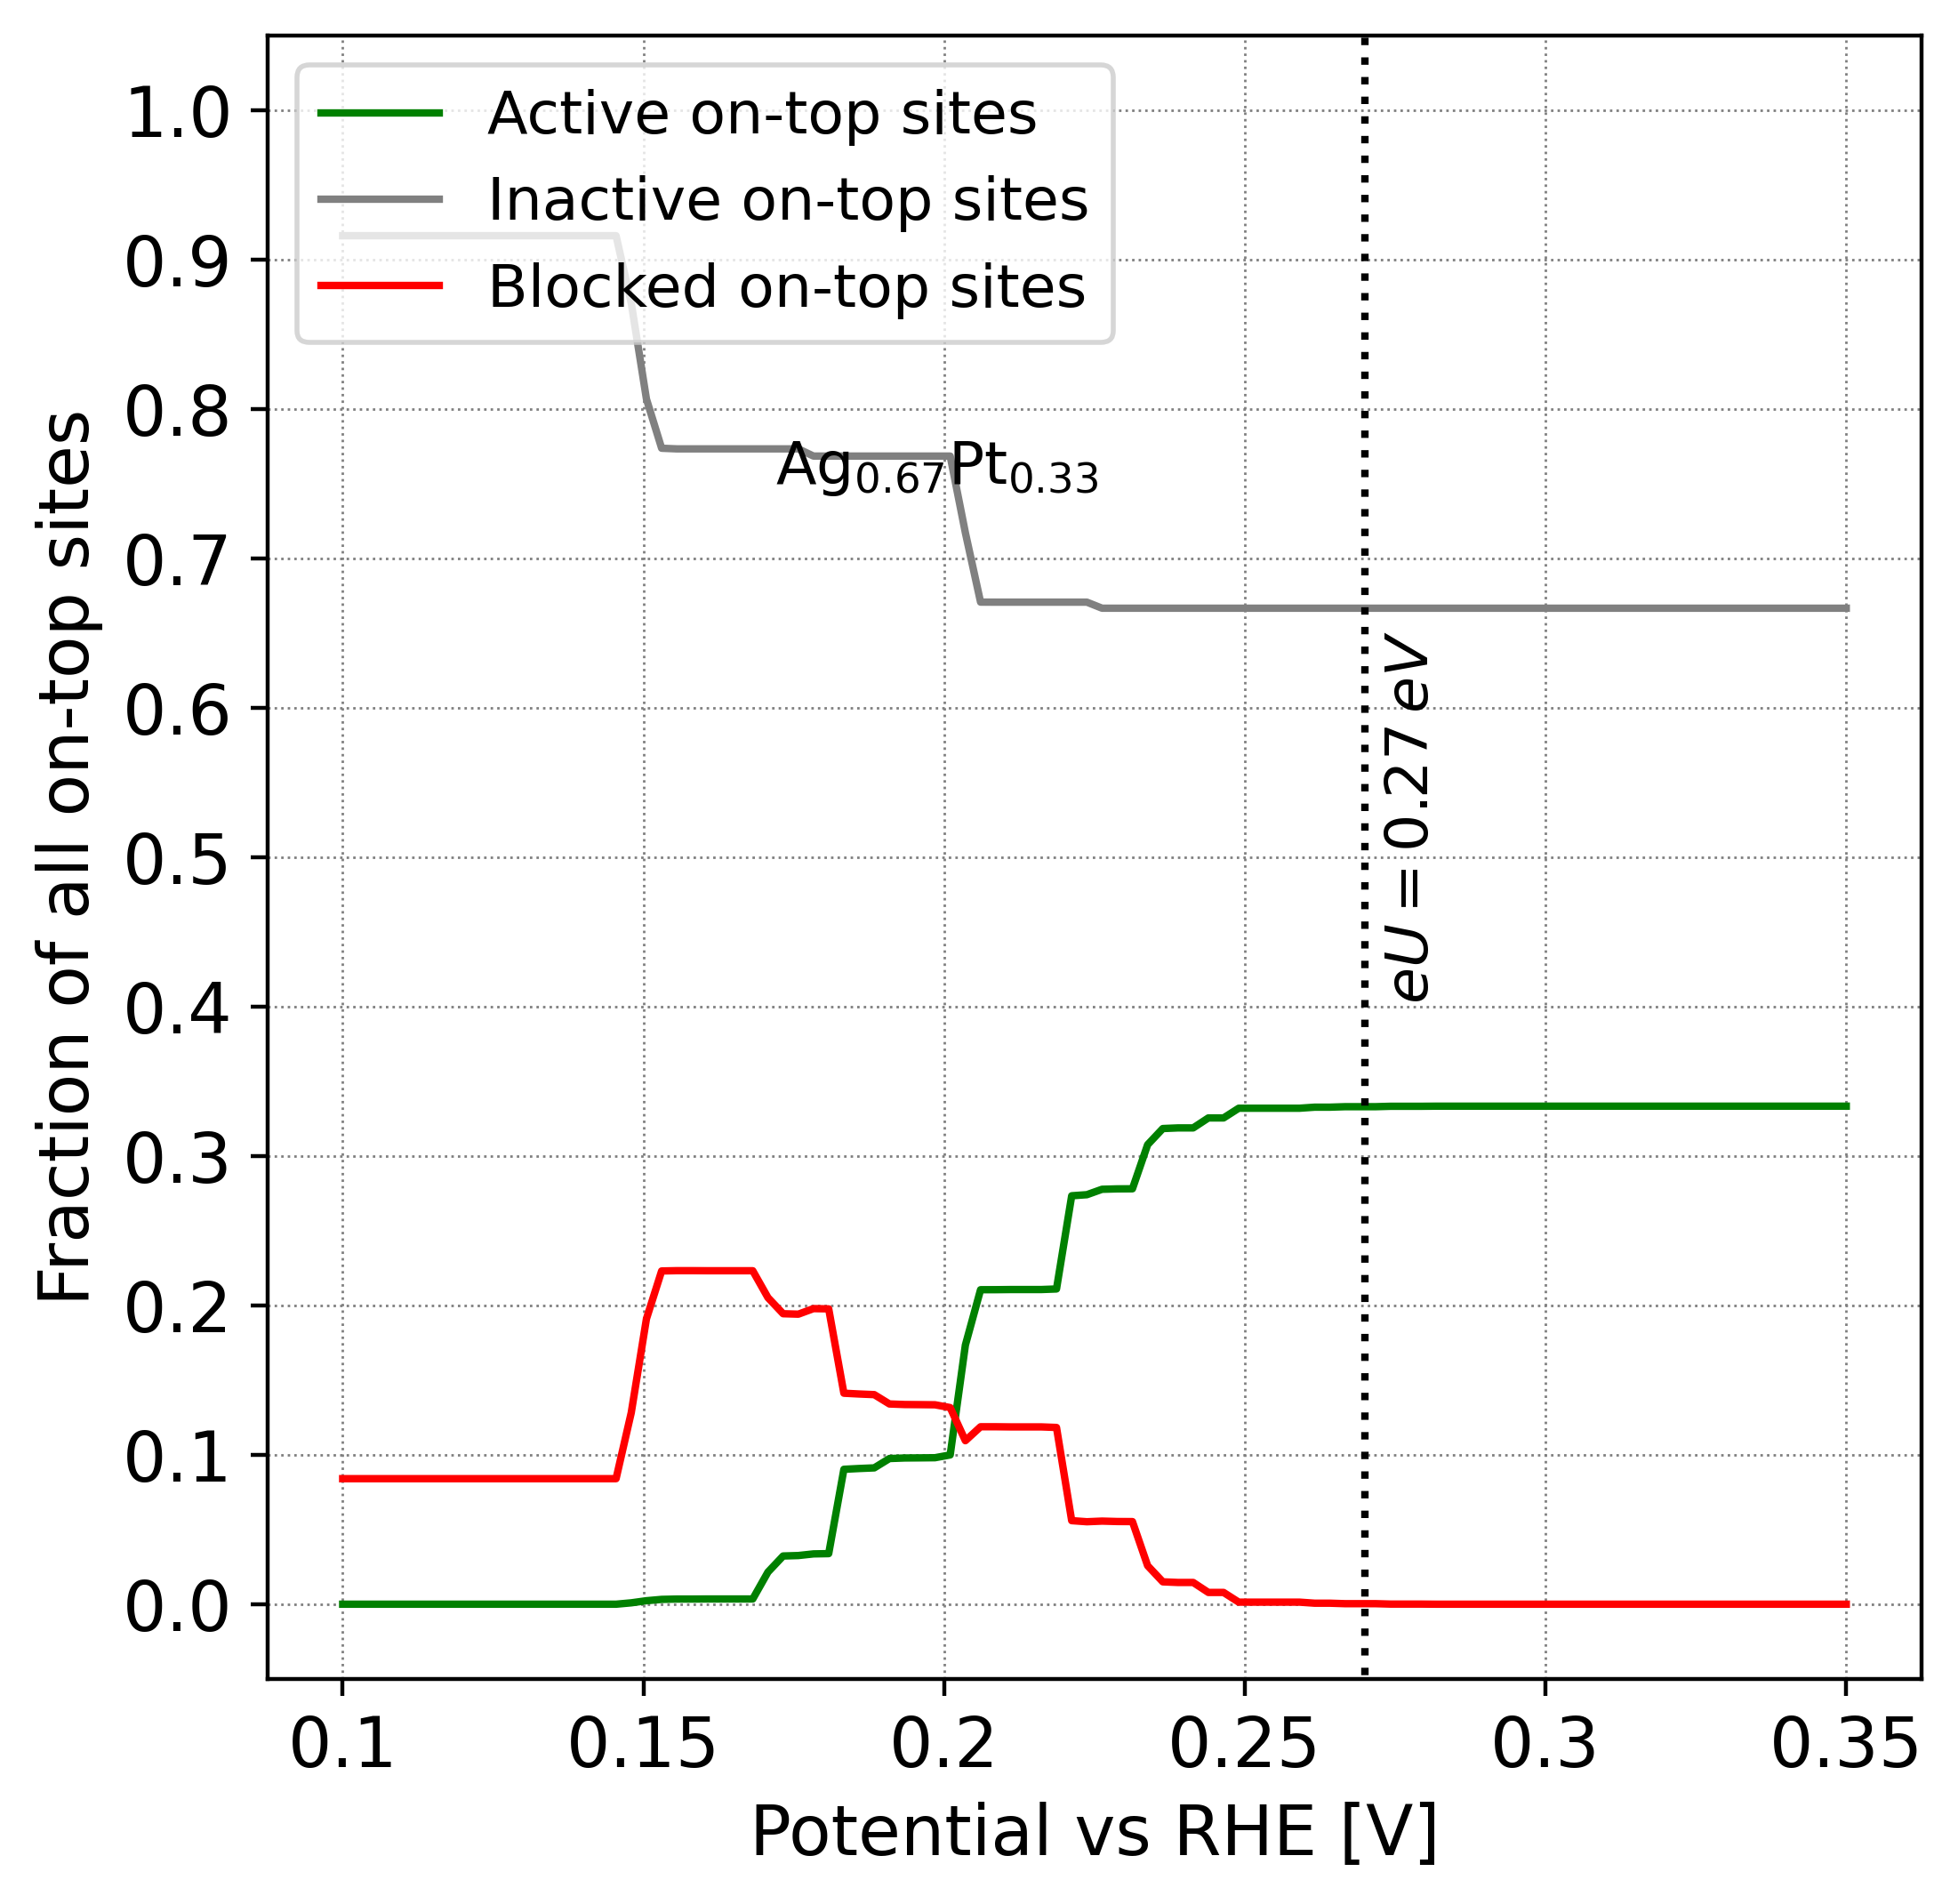 Active on-top sites
Inactive on-top sites
Blocked on-top sites
1.0
0.9
0.8
0.7
0.6
0.5
0.4
0.3
0.2
0.1
0.0
Fraction of all on-top sites
Ag₀.₆₇Pt₀.₃₃
eU = 0.27 eV
0.1 0.15 0.2 0.25 0.3 0.35
Potential vs RHE [V]